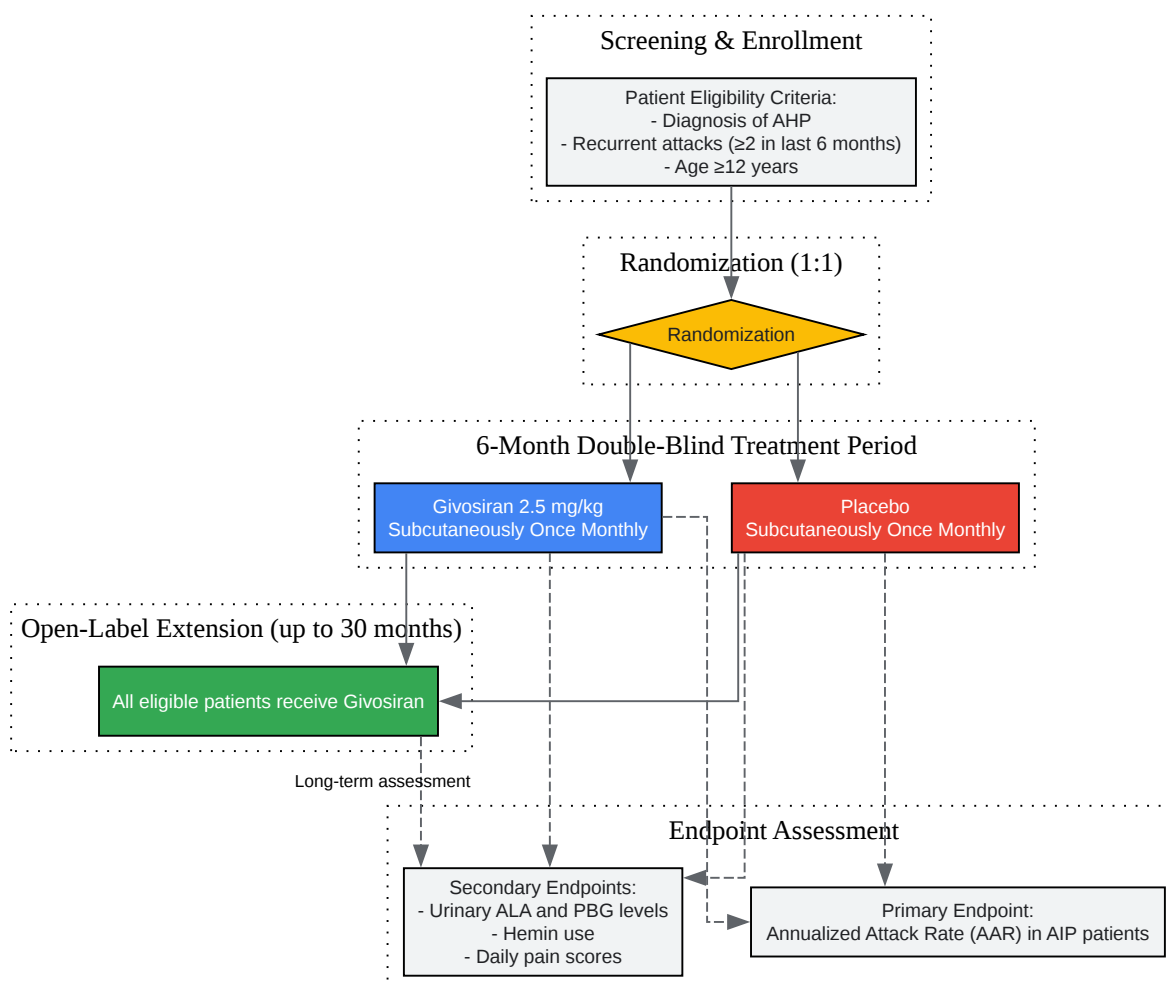 Screening & Enrollment
Patient Eligibility Criteria:
- Diagnosis of AHP
- Recurrent attacks (≥2 in last 6 months)
- Age ≥12 years
Randomization (1:1)
Randomization
6-Month Double-Blind Treatment Period
Givosiran 2.5 mg/kg
Subcutaneously Once Monthly
Placebo
Subcutaneously Once Monthly
Open-Label Extension (up to 30 months)
All eligible patients receive Givosiran
Long-term assessment
Endpoint Assessment
Secondary Endpoints:
- Urinary ALA and PBG levels
- Hemin use
- Daily pain scores
Primary Endpoint:
Annualized Attack Rate (AAR) in AIP patients